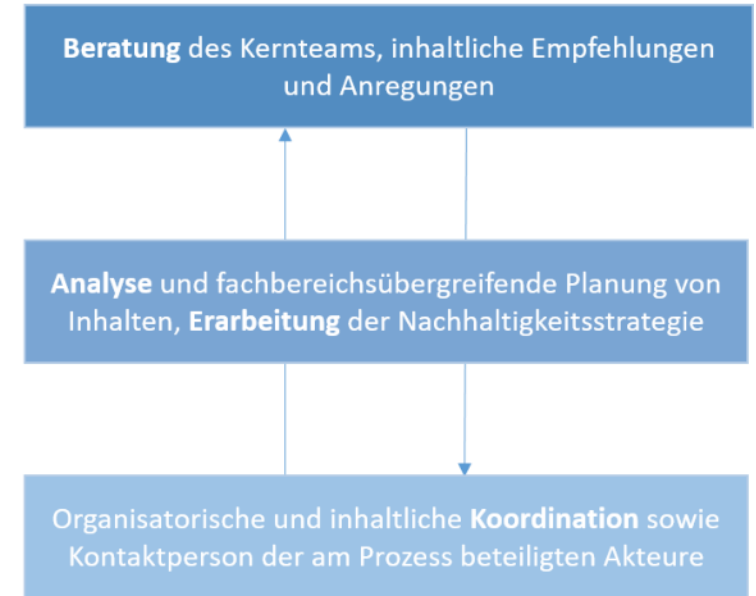 Beratung des Kernteams, inhaltliche Empfehlungen
und Anregungen
Analyse und fachbereichsübergreifende Planung von
Inhalten, Erarbeitung der Nachhaltigkeitsstrategie
Organisatorische und inhaltliche Koordination sowie
Kontaktperson der am Prozess beteiligten Akteure